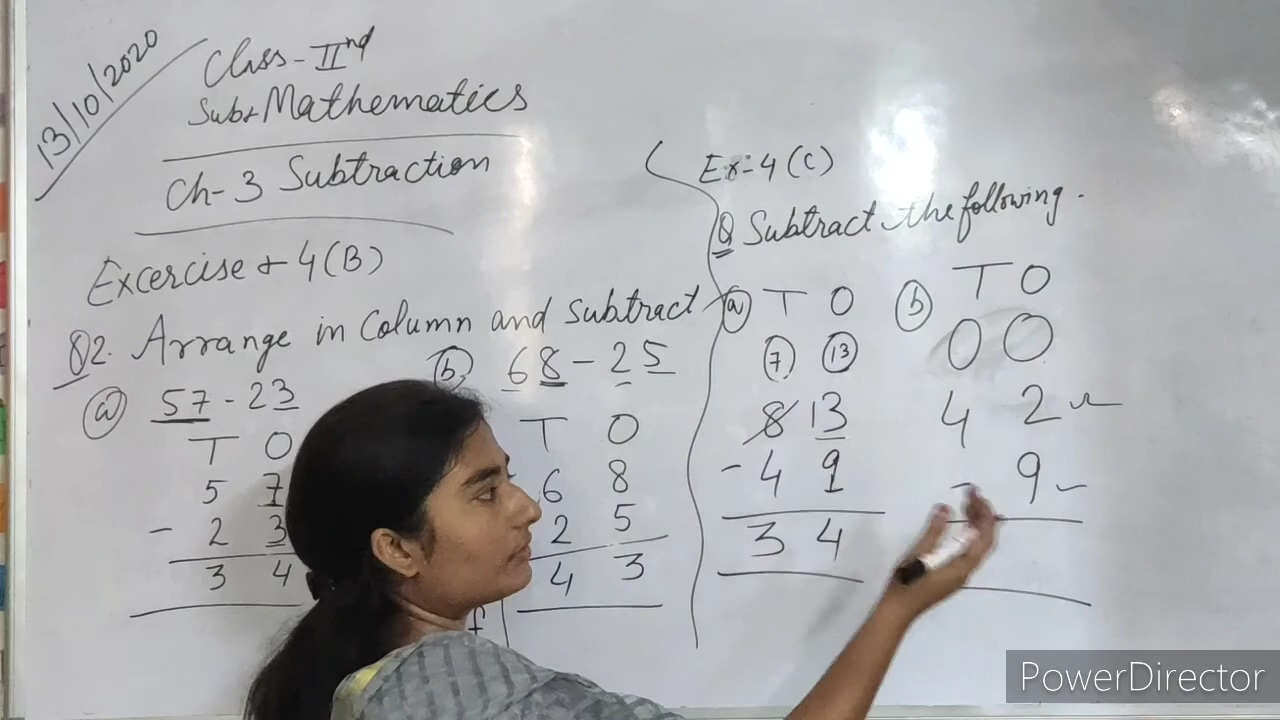 13/10/2020
Class - IInd
Sub+ Mathematics
Ch- 3 Subtraction
Excercise + 4(B)
Q2. Arrange in Column and Subtract
(a) 57 - 23
T O
5 7
- 2 3
3 4
(b) 68 - 25
T O
6 8
2 5
4 3
Ex:- 4 (C)
Q Subtract the following.
(a) T O
7 13
8 13
- 4 9
3 4
(b) T O
4 2
- 9
PowerDirector